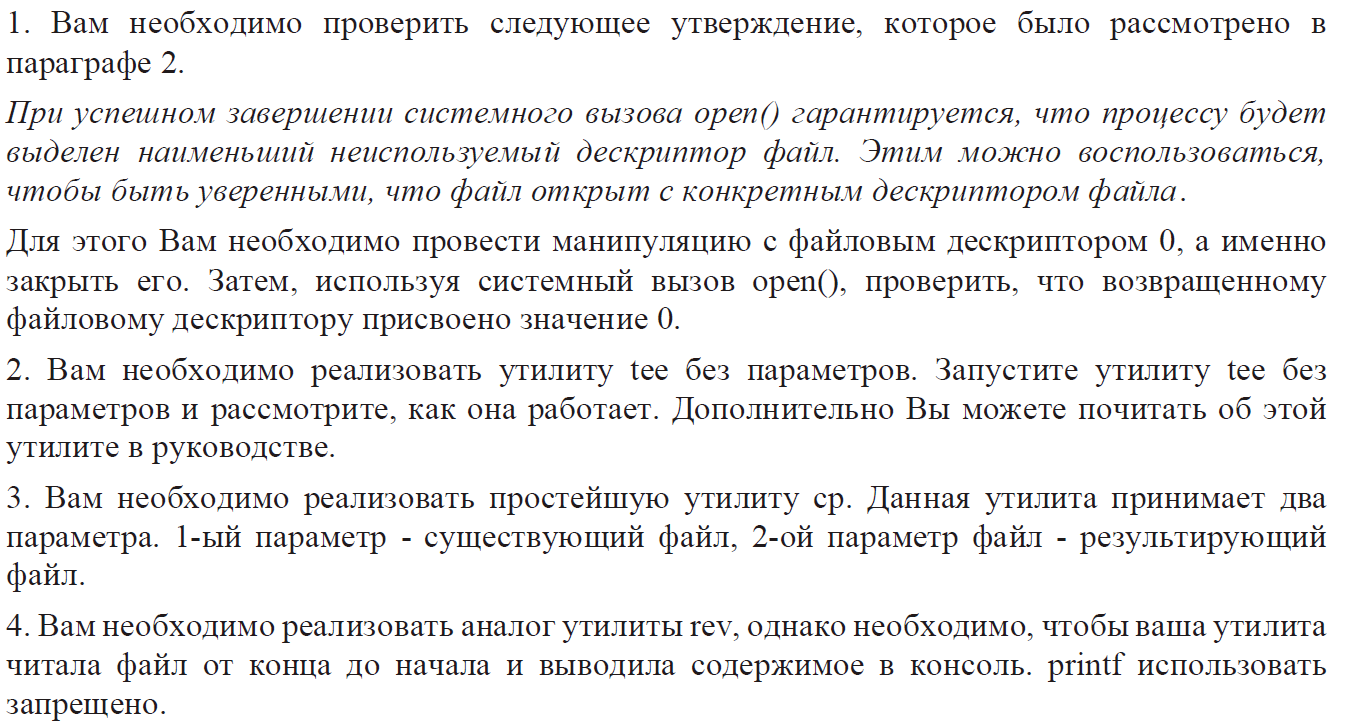 1. Вам необходимо проверить следующее утверждение, которое было рассмотрено в
параграфе 2.
При успешном завершении системного вызова open() гарантируется, что процессу будет
выделен наименьший неиспользуемый дескриптор файл. Этим можно воспользоваться,
чтобы быть уверенными, что файл открыт с конкретным дескриптором файла.
Для этого Вам необходимо провести манипуляцию с файловым дескриптором 0, а именно
закрыть его. Затем, используя системный вызов open(), проверить, что возвращенному
файловому дескриптору присвоено значение 0.
2. Вам необходимо реализовать утилиту tee без параметров. Запустите утилиту tee без
параметров и рассмотрите, как она работает. Дополнительно Вы можете почитать об этой
утилите в руководстве.
3. Вам необходимо реализовать простейшую утилиту cp. Данная утилита принимает два
параметра. 1-ый параметр - существующий файл, 2-ой параметр файл - результирующий
файл.
4. Вам необходимо реализовать аналог утилиты rev, однако необходимо, чтобы ваша утилита
читала файл от конца до начала и выводила содержимое в консоль. printf использовать
запрещено.